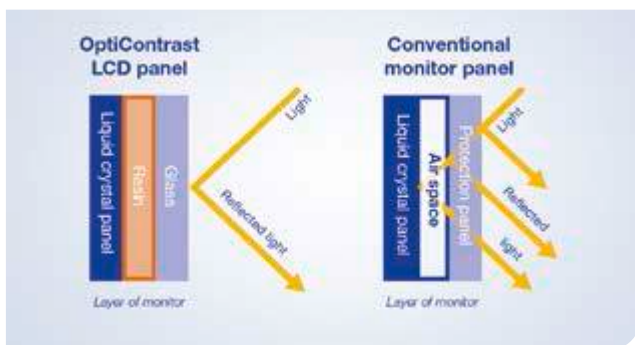 OptiContrast
LCD panel
Liquid crystal panel
Resin
Glass
Light
Reflected light
Layer of monitor
Conventional
monitor panel
Liquid crystal panel
Air space
Protection panel
Light
Reflected
light
Layer of monitor